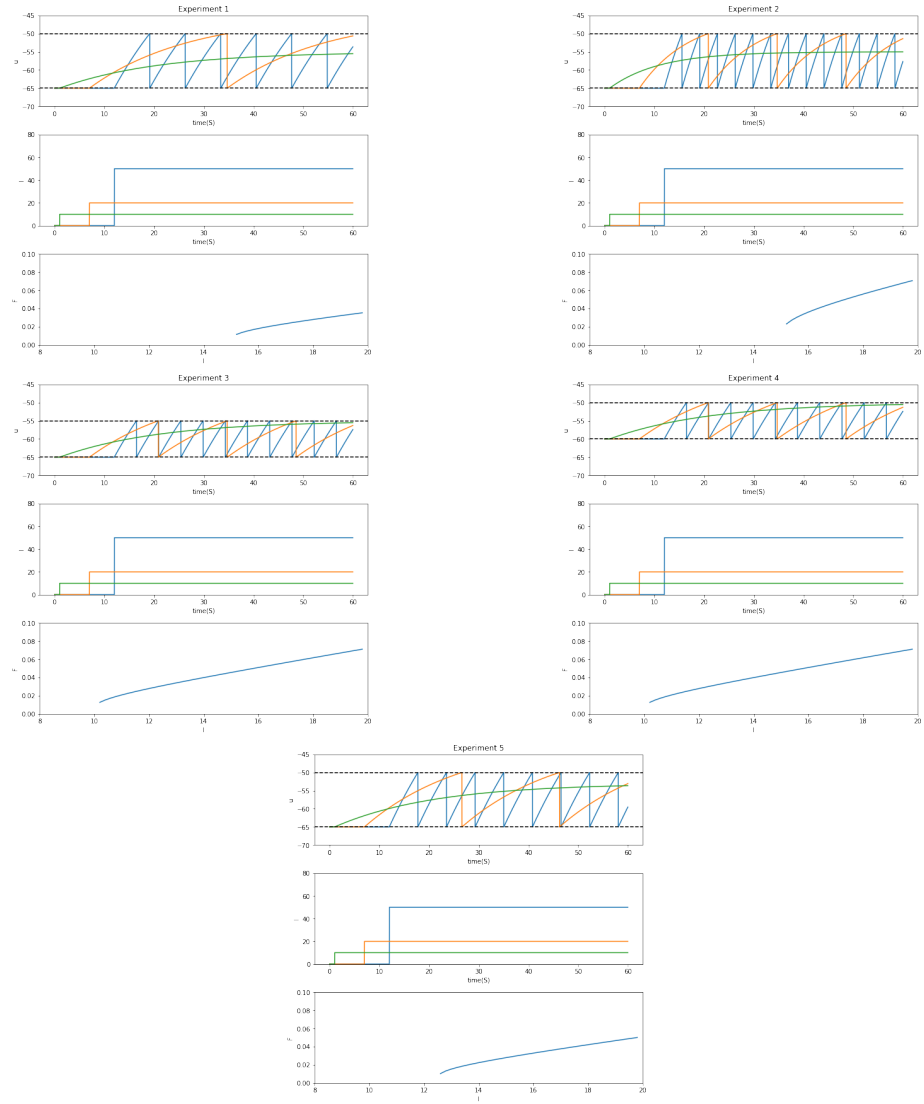 Experiment 1
Experiment 2
−45
−50
−55
−60
−65
−70
u
0 10 20 30 40 50 60
time(S)
−45
−50
−55
−60
−65
−70
u
0 10 20 30 40 50 60
time(S)
80
60
40
20
0
I
0 10 20 30 40 50 60
time(S)
80
60
40
20
0
I
0 10 20 30 40 50 60
time(S)
0.10
0.08
0.06
0.04
0.02
0.00
F
8 10 12 14 16 18 20
I
0.10
0.08
0.06
0.04
0.02
0.00
F
8 10 12 14 16 18 20
I
Experiment 3
Experiment 4
−45
−50
−55
−60
−65
−70
u
0 10 20 30 40 50 60
time(S)
−45
−50
−55
−60
−65
−70
u
0 10 20 30 40 50 60
time(S)
80
60
40
20
0
I
0 10 20 30 40 50 60
time(S)
80
60
40
20
0
I
0 10 20 30 40 50 60
time(S)
0.10
0.08
0.06
0.04
0.02
0.00
F
8 10 12 14 16 18 20
I
0.10
0.08
0.06
0.04
0.02
0.00
F
8 10 12 14 16 18 20
I
Experiment 5
−45
−50
−55
−60
−65
−70
u
0 10 20 30 40 50 60
time(S)
80
60
40
20
0
I
0 10 20 30 40 50 60
time(S)
0.10
0.08
0.06
0.04
0.02
0.00
F
8 10 12 14 16 18 20
I